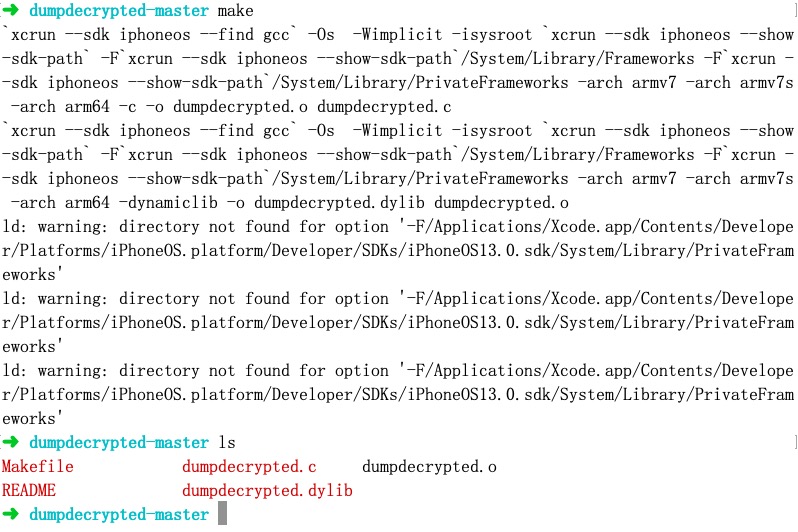 ➜ dumpdecrypted-master make
`xcrun --sdk iphoneos --find gcc` -Os  -Wimplicit -isysroot `xcrun --sdk iphoneos --show
-sdk-path` -F`xcrun --sdk iphoneos --show-sdk-path`/System/Library/Frameworks -F`xcrun -
-sdk iphoneos --show-sdk-path`/System/Library/PrivateFrameworks -arch armv7 -arch armv7s
 -arch arm64 -c -o dumpdecrypted.o dumpdecrypted.c
`xcrun --sdk iphoneos --find gcc` -Os  -Wimplicit -isysroot `xcrun --sdk iphoneos --show
-sdk-path` -F`xcrun --sdk iphoneos --show-sdk-path`/System/Library/Frameworks -F`xcrun -
-sdk iphoneos --show-sdk-path`/System/Library/PrivateFrameworks -arch armv7 -arch armv7s
 -arch arm64 -dynamiclib -o dumpdecrypted.dylib dumpdecrypted.o
ld: warning: directory not found for option '-F/Applications/Xcode.app/Contents/Develope
r/Platforms/iPhoneOS.platform/Developer/SDKs/iPhoneOS13.0.sdk/System/Library/PrivateFram
eworks'
ld: warning: directory not found for option '-F/Applications/Xcode.app/Contents/Develope
r/Platforms/iPhoneOS.platform/Developer/SDKs/iPhoneOS13.0.sdk/System/Library/PrivateFram
eworks'
ld: warning: directory not found for option '-F/Applications/Xcode.app/Contents/Develope
r/Platforms/iPhoneOS.platform/Developer/SDKs/iPhoneOS13.0.sdk/System/Library/PrivateFram
eworks'
➜ dumpdecrypted-master ls
Makefile            dumpdecrypted.c     dumpdecrypted.o
README              dumpdecrypted.dylib
➜ dumpdecrypted-master